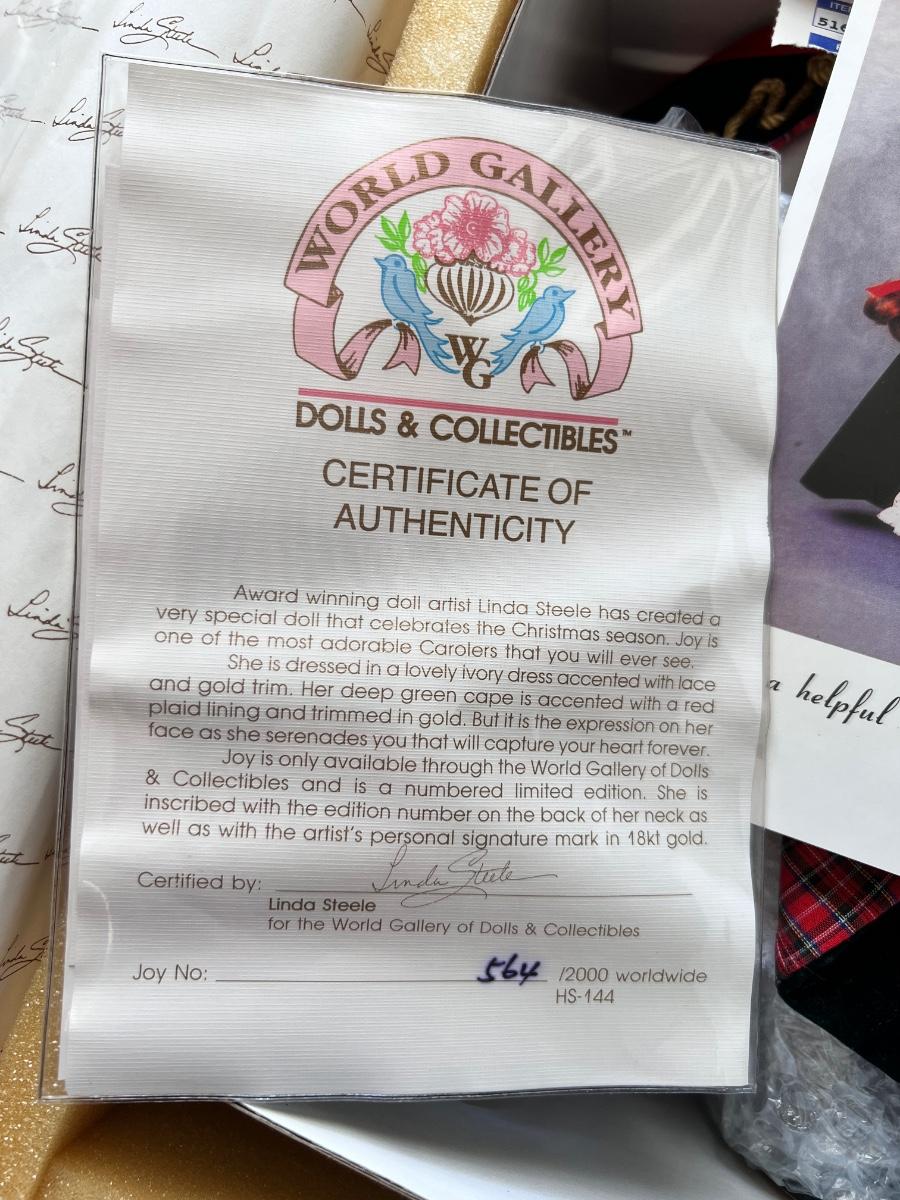 Linda Steele
WORLD GALLERY
WG
DOLLS & COLLECTIBLES™
CERTIFICATE OF
AUTHENTICITY
Award winning doll artist Linda Steele has created a
very special doll that celebrates the Christmas season. Joy is
one of the most adorable Carolers that you will ever see.
She is dressed in a lovely ivory dress accented with lace
and gold trim. Her deep green cape is accented with a red
plaid lining and trimmed in gold. But it is the expression on her
face as she serenades you that will capture your heart forever.
Joy is only available through the World Gallery of Dolls
& Collectibles and is a numbered limited edition. She is
inscribed with the edition number on the back of her neck as
well as with the artist's personal signature mark in 18kt gold.
Certified by: Linda Steele
Linda Steele
for the World Gallery of Dolls & Collectibles
Joy No: 564 /2000 worldwide
HS-144
a helpful